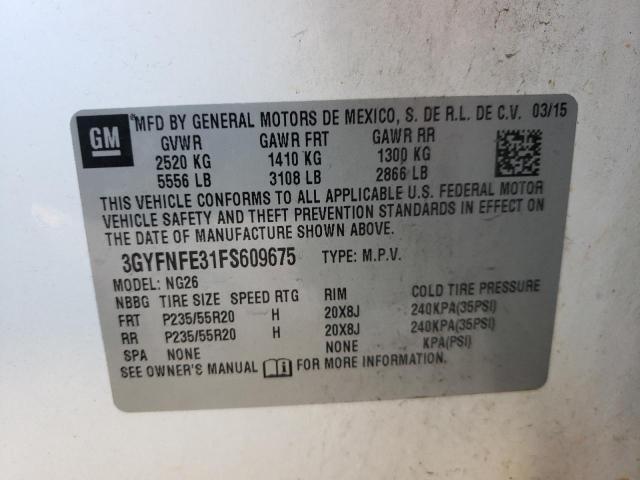 GM
*MFD BY GENERAL MOTORS DE MEXICO, S. DE R.L. DE C.V. 03/15
GVWR GAWR FRT GAWR RR
2520 KG 1410 KG 1300 KG
5556 LB 3108 LB 2866 LB
THIS VEHICLE CONFORMS TO ALL APPLICABLE U.S. FEDERAL MOTOR
VEHICLE SAFETY AND THEFT PREVENTION STANDARDS IN EFFECT ON
THE DATE OF MANUFACTURE SHOWN ABOVE.
3GYFNFE31FS609675 TYPE: M.P.V.
MODEL: NG26
NBBG TIRE SIZE SPEED RTG RIM COLD TIRE PRESSURE
FRT P235/55R20 H 20X8J 240KPA(35PSI)
RR P235/55R20 H 20X8J 240KPA(35PSI)
SPA NONE NONE KPA(PSI)
SEE OWNER'S MANUAL FOR MORE INFORMATION.